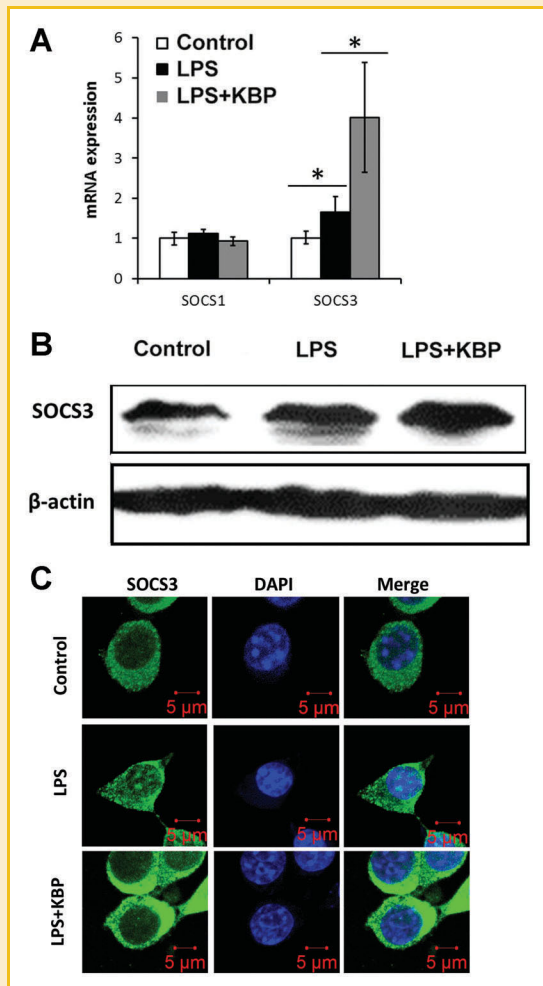 A
Control
LPS
LPS+KBP
*
*
mRNA expression
6
5
4
3
2
1
0
SOCS1 SOCS3
B
Control LPS LPS+KBP
SOCS3
β-actin
C
SOCS3 DAPI Merge
Control
5 µm 5 µm 5 µm
LPS
5 µm 5 µm 5 µm
LPS+KBP
5 µm 5 µm 5 µm